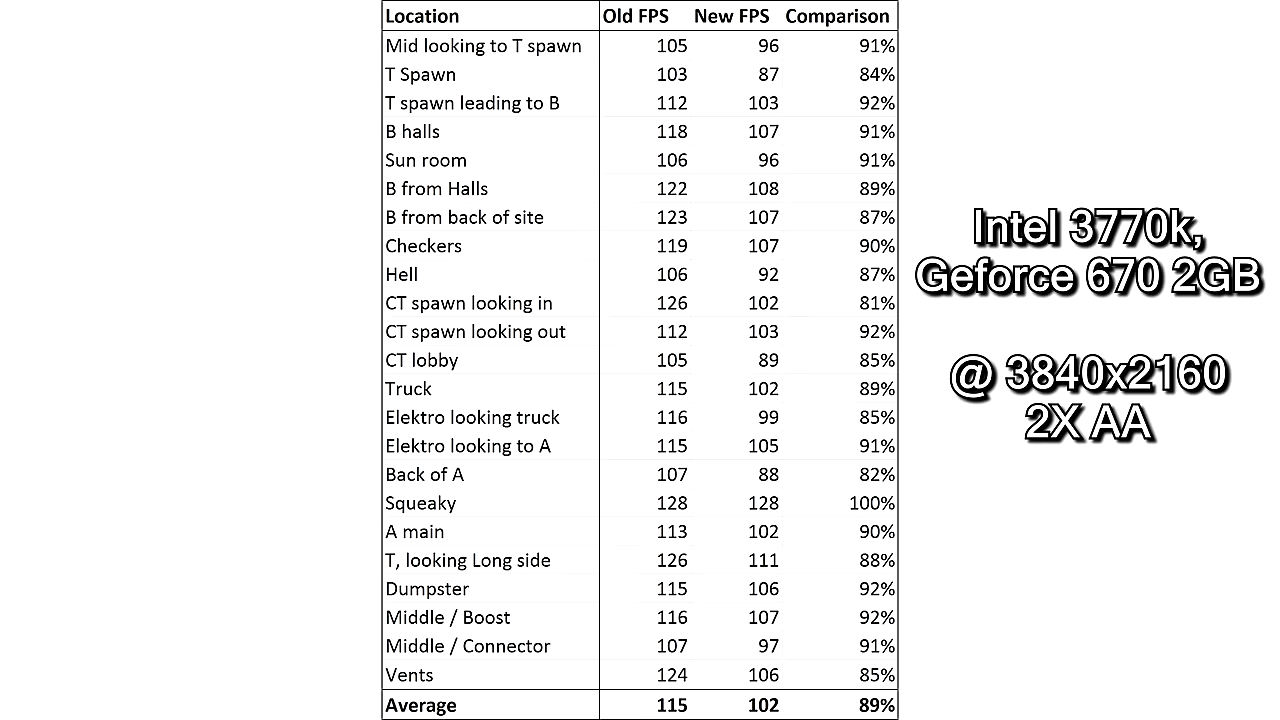 Location Old FPS New FPS Comparison
Mid looking to T spawn 105 96 91%
T Spawn 103 87 84%
T spawn leading to B 112 103 92%
B halls 118 107 91%
Sun room 106 96 91%
B from Halls 122 108 89%
B from back of site 123 107 87%
Checkers 119 107 90%
Hell 106 92 87%
CT spawn looking in 126 102 81%
CT spawn looking out 112 103 92%
CT lobby 105 89 85%
Truck 115 102 89%
Elektro looking truck 116 99 85%
Elektro looking to A 115 105 91%
Back of A 107 88 82%
Squeaky 128 128 100%
A main 113 102 90%
T, looking Long side 126 111 88%
Dumpster 115 106 92%
Middle / Boost 116 107 92%
Middle / Connector 107 97 91%
Vents 124 106 85%
Average 115 102 89%
Intel 3770k,
Geforce 670 2GB
@ 3840x2160
2X AA